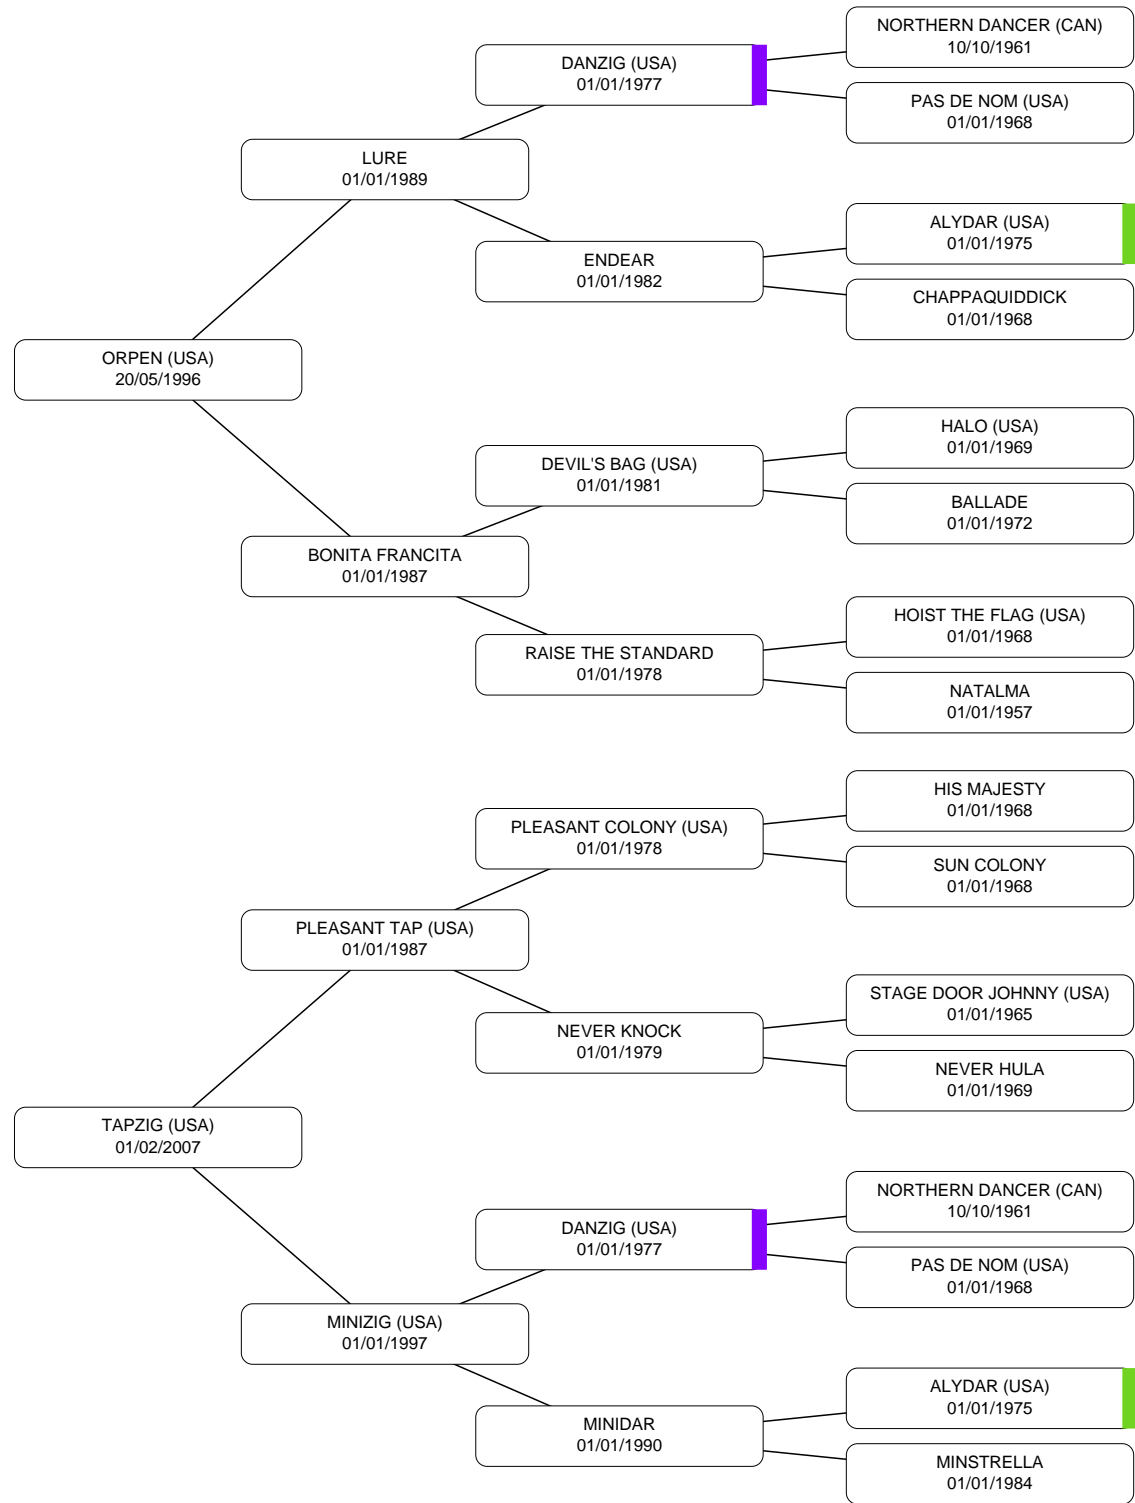 NORTHERN DANCER (CAN)
10/10/1961
DANZIG (USA)
01/01/1977
PAS DE NOM (USA)
01/01/1968
LURE
01/01/1989
ALYDAR (USA)
01/01/1975
ENDEAR
01/01/1982
CHAPPAQUIDDICK
01/01/1968
ORPEN (USA)
20/05/1996
HALO (USA)
01/01/1969
DEVIL'S BAG (USA)
01/01/1981
BALLADE
01/01/1972
BONITA FRANCITA
01/01/1987
HOIST THE FLAG (USA)
01/01/1968
RAISE THE STANDARD
01/01/1978
NATALMA
01/01/1957
HIS MAJESTY
01/01/1968
PLEASANT COLONY (USA)
01/01/1978
SUN COLONY
01/01/1968
PLEASANT TAP (USA)
01/01/1987
STAGE DOOR JOHNNY (USA)
01/01/1965
NEVER KNOCK
01/01/1979
NEVER HULA
01/01/1969
TAPZIG (USA)
01/02/2007
NORTHERN DANCER (CAN)
10/10/1961
DANZIG (USA)
01/01/1977
PAS DE NOM (USA)
01/01/1968
MINIZIG (USA)
01/01/1997
ALYDAR (USA)
01/01/1975
MINIDAR
01/01/1990
MINSTRELLA
01/01/1984